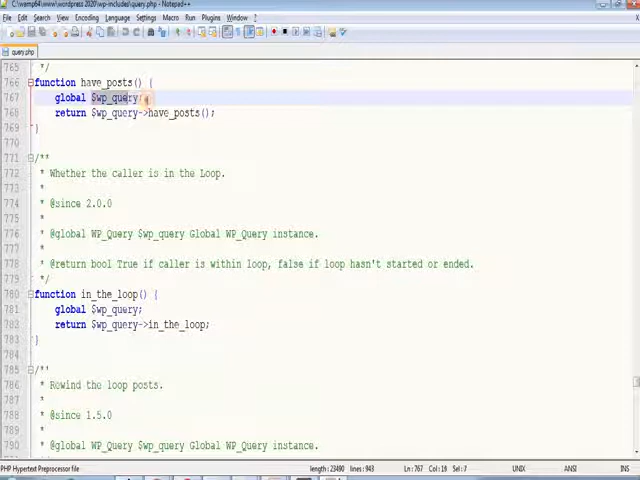 C:\wamp64\www\wordpress 2020\wp-includes\query.php - Notepad++
File Edit Search View Encoding Language Settings Macro Run Plugins Window ?
query.php
765 */
766 function have_posts() {
767 global $wp_query;
768 return $wp_query->have_posts();
769 }
770
771 /**
772 * Whether the caller is in the Loop.
773 *
774 * @since 2.0.0
775 *
776 * @global WP_Query $wp_query Global WP_Query instance.
777 *
778 * @return bool True if caller is within loop, false if loop hasn't started or ended.
779 */
780 function in_the_loop() {
781 global $wp_query;
782 return $wp_query->in_the_loop;
783 }
784
785 /**
786 * Rewind the loop posts.
787 *
788 * @since 1.5.0
789 *
790 * @global WP_Query $wp_query Global WP_Query instance.
PHP Hypertext Preprocessor file length: 23490 lines: 943 Ln: 767 Col: 19 Sel: 7 UNIX ANSI INS